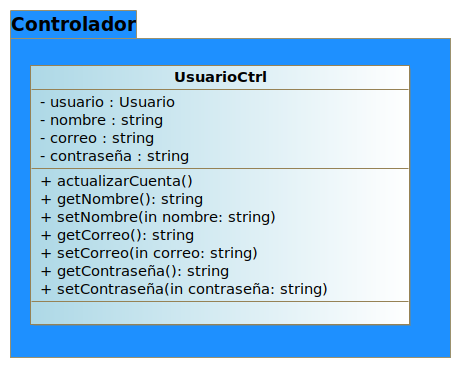 Controlador
UsuarioCtrl
- usuario : Usuario
- nombre : string
- correo : string
- contraseña : string
+ actualizarCuenta()
+ getNombre(): string
+ setNombre(in nombre: string)
+ getCorreo(): string
+ setCorreo(in correo: string)
+ getContraseña(): string
+ setContraseña(in contraseña: string)